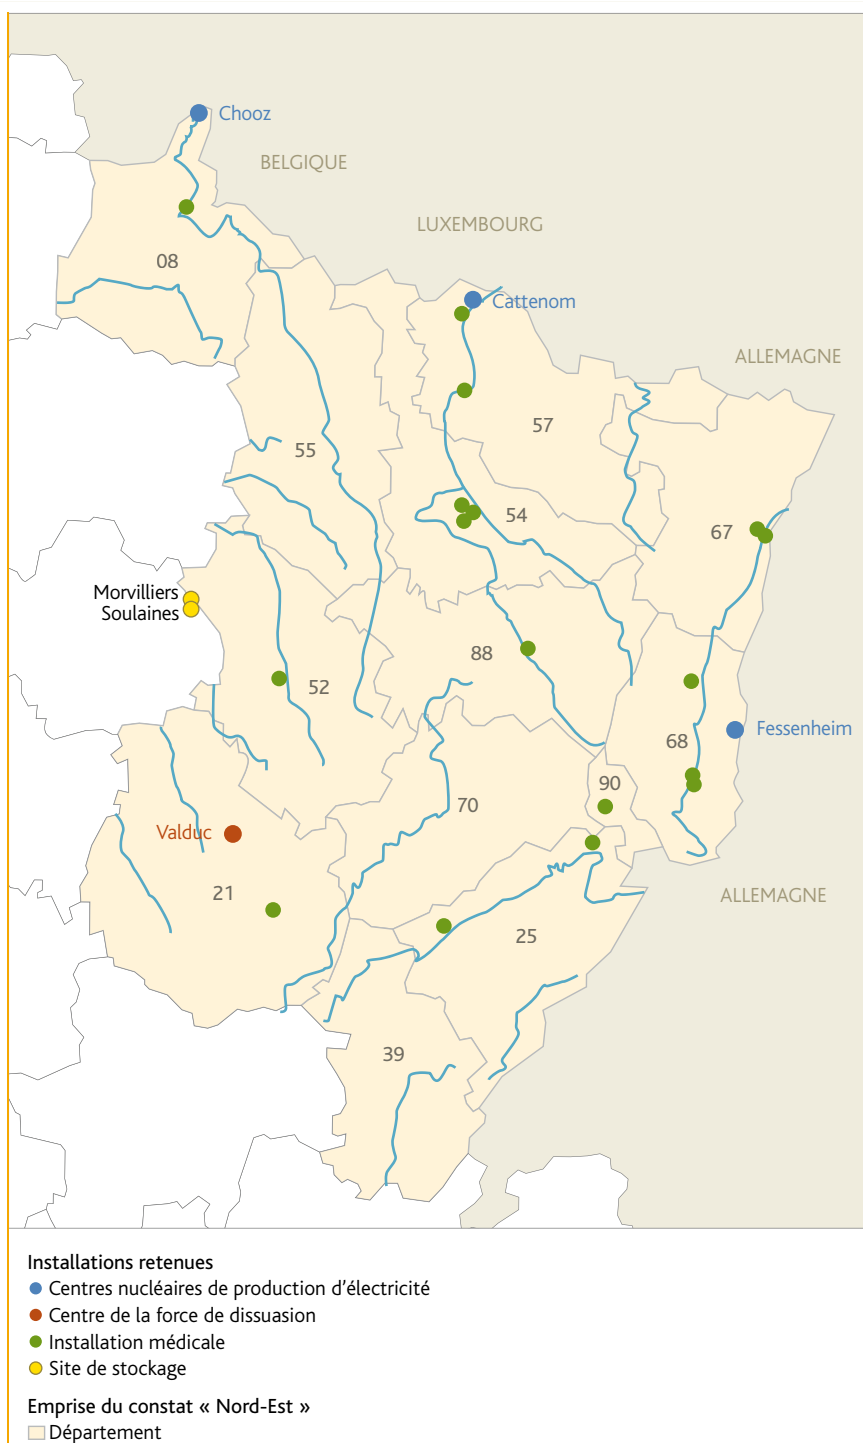 Chooz
BELGIQUE
LUXEMBOURG
08
Cattenom
ALLEMAGNE
57
55
54
67
Morvilliers
Soulaines
88
52
Fessenheim
68
90
70
Valduc
21
ALLEMAGNE
25
39
Installations retenues
Centres nucléaires de production d'électricité
Centre de la force de dissuasion
Installation médicale
Site de stockage
Emprise du constat « Nord-Est »
Département